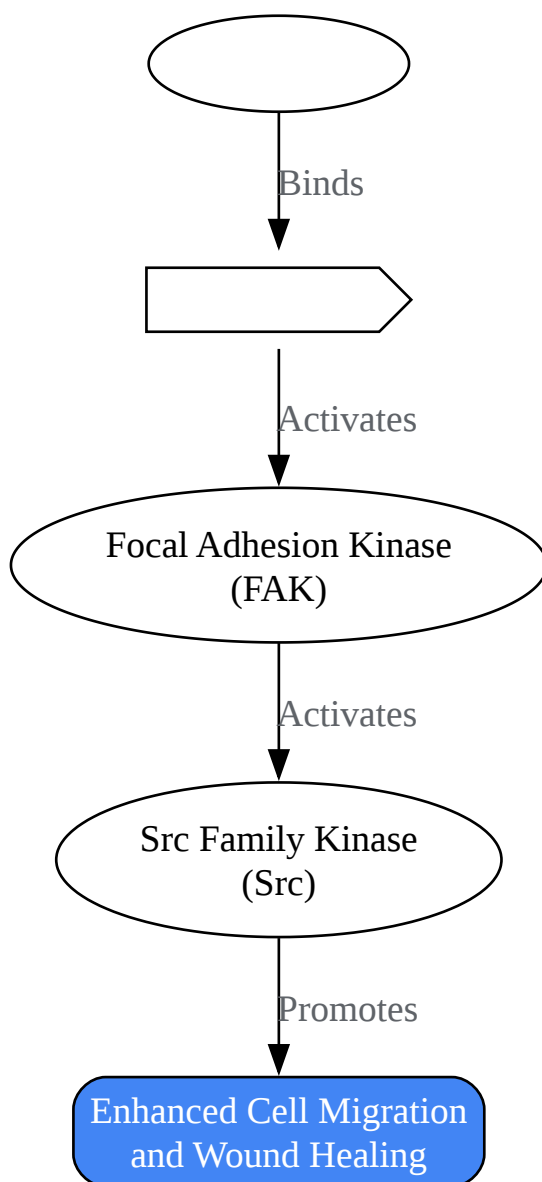 Binds
Activates
Focal Adhesion Kinase
(FAK)
Activates
Src Family Kinase
(Src)
Promotes
Enhanced Cell Migration
and Wound Healing